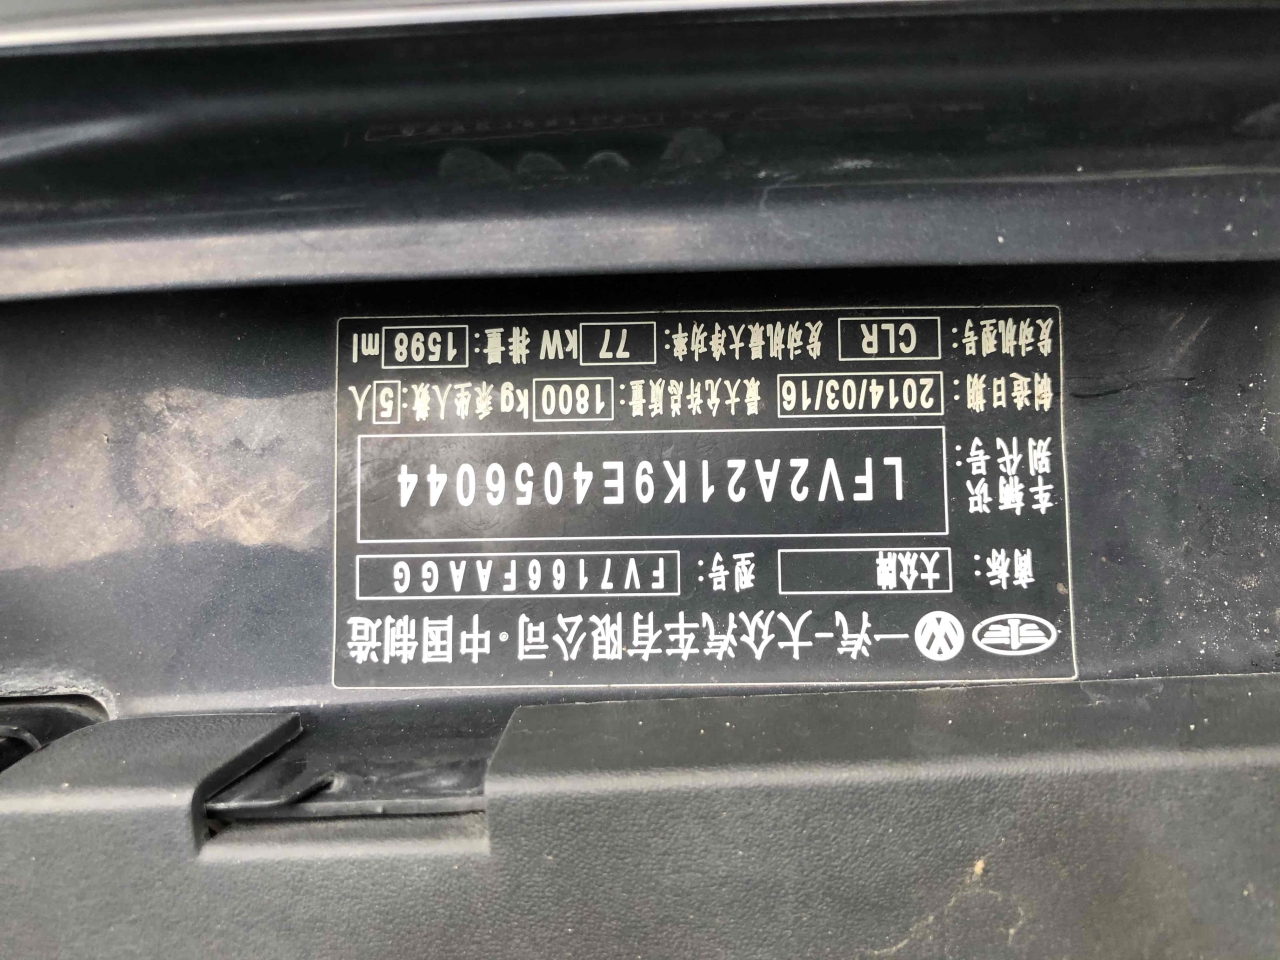 一汽-大众汽车有限公司·中国制造
商标: 大众牌 型号: FV7166FAAGG
车辆识别代号: LFV2A21K9E4056044
制造日期: 2014/03/16 最大允许总质量: 1800 kg 乘坐人数: 5 人
发动机型号: CLR 发动机最大净功率: 77 kW 排量: 1598 ml